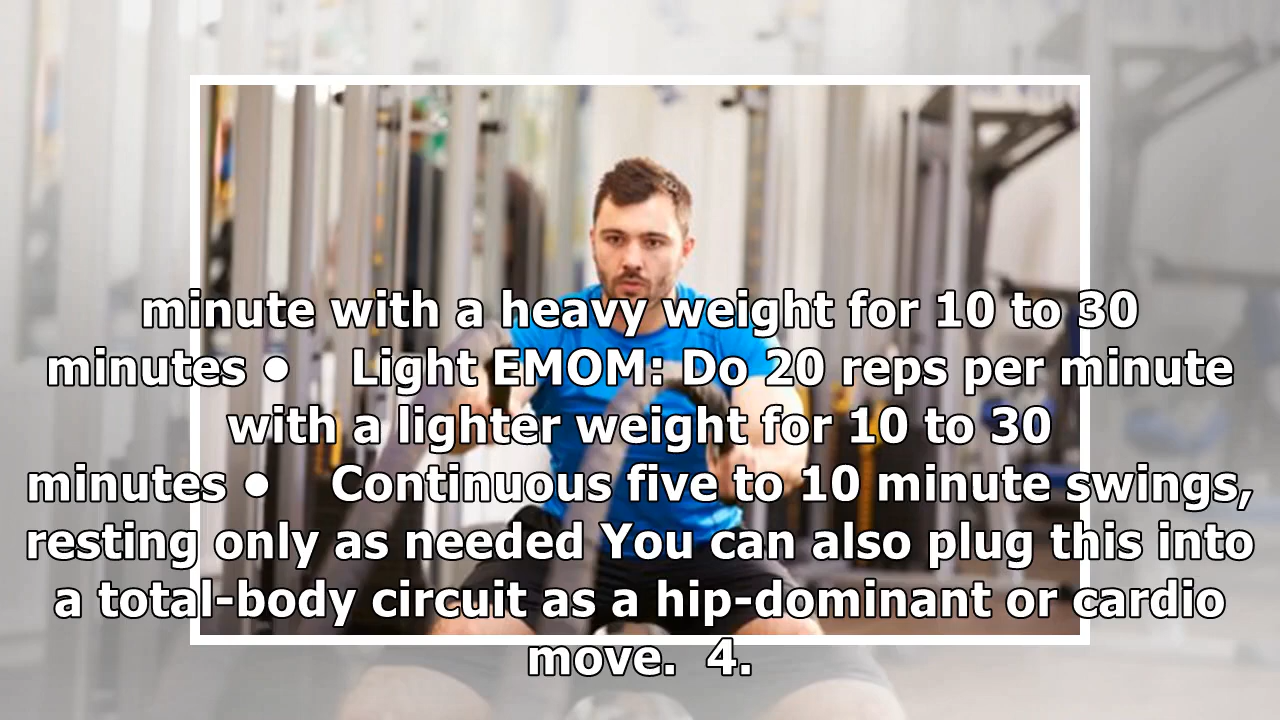 minute with a heavy weight for 10 to 30
minutes ●    Light EMOM: Do 20 reps per minute
with a lighter weight for 10 to 30
minutes ●    Continuous five to 10 minute swings,
resting only as needed You can also plug this into
a total-body circuit as a hip-dominant or cardio
move.  4.